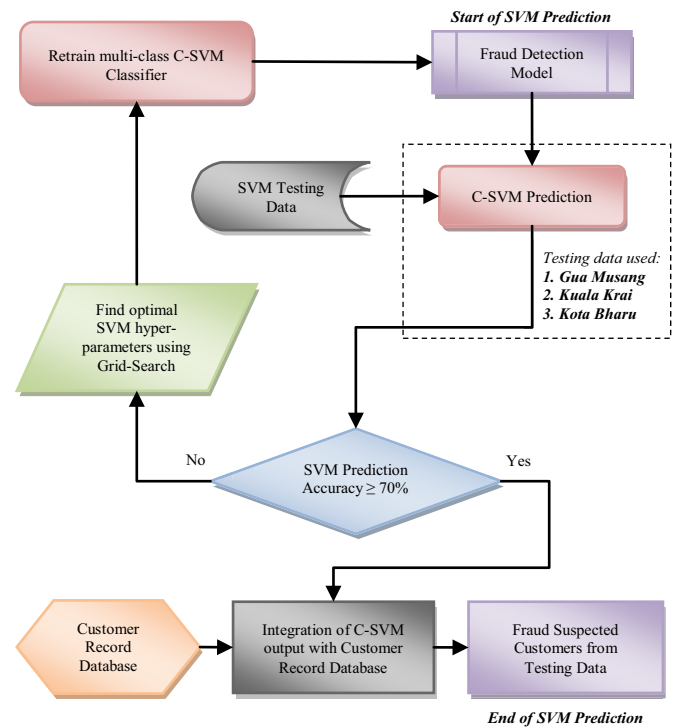 Start of SVM Prediction
Retrain multi-class C-SVM
Classifier
Fraud Detection
Model
SVM Testing
Data
C-SVM Prediction
Testing data used:
1. Gua Musang
2. Kuala Krai
3. Kota Bharu
Find optimal
SVM hyper-
parameters using
Grid-Search
No
SVM Prediction
Accuracy ≥ 70%
Yes
Customer
Record
Database
Integration of C-SVM
output with Customer
Record Database
Fraud Suspected
Customers from
Testing Data
End of SVM Prediction